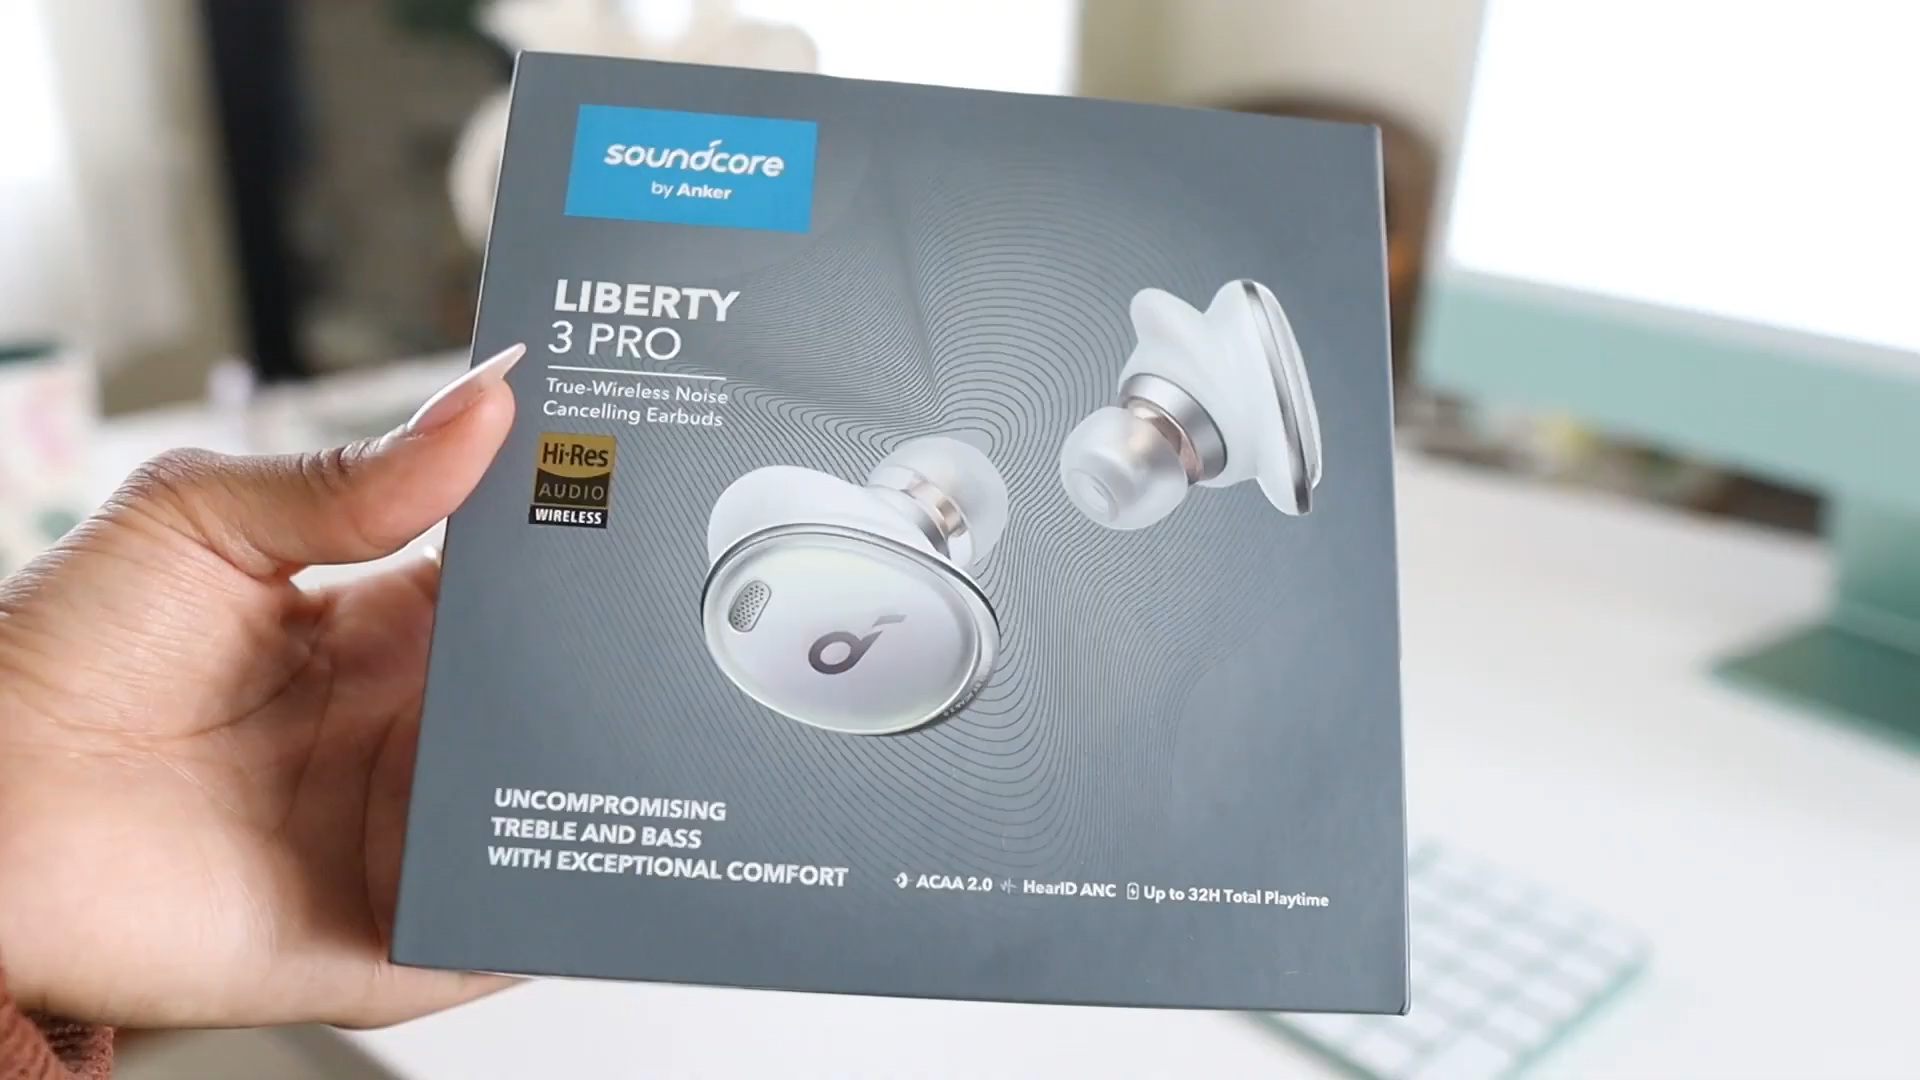 soundcore
by Anker
LIBERTY
3 PRO
True-Wireless Noise
Cancelling Earbuds
Hi-Res
AUDIO
WIRELESS
UNCOMPROMISING
TREBLE AND BASS
WITH EXCEPTIONAL COMFORT
ACAA 2.0 HearID ANC Up to 32H Total Playtime